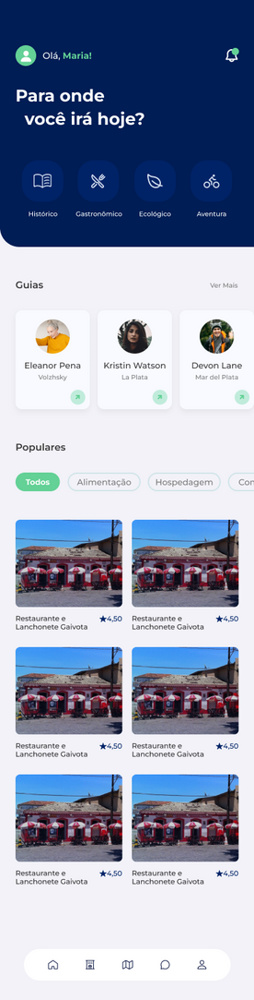 Olá, Maria!
Para onde
você irá hoje?
Histórico
Gastronômico
Ecológico
Aventura
Guias
Ver Mais
Eleanor Pena
Volzhsky
Kristin Watson
La Plata
Devon Lane
Mar del Plata
Populares
Todos
Alimentação
Hospedagem
Restaurante e
Lanchonete Gaivota
4,50
Restaurante e
Lanchonete Gaivota
4,50
Restaurante e
Lanchonete Gaivota
4,50
Restaurante e
Lanchonete Gaivota
4,50
Restaurante e
Lanchonete Gaivota
4,50
Restaurante e
Lanchonete Gaivota
4,50